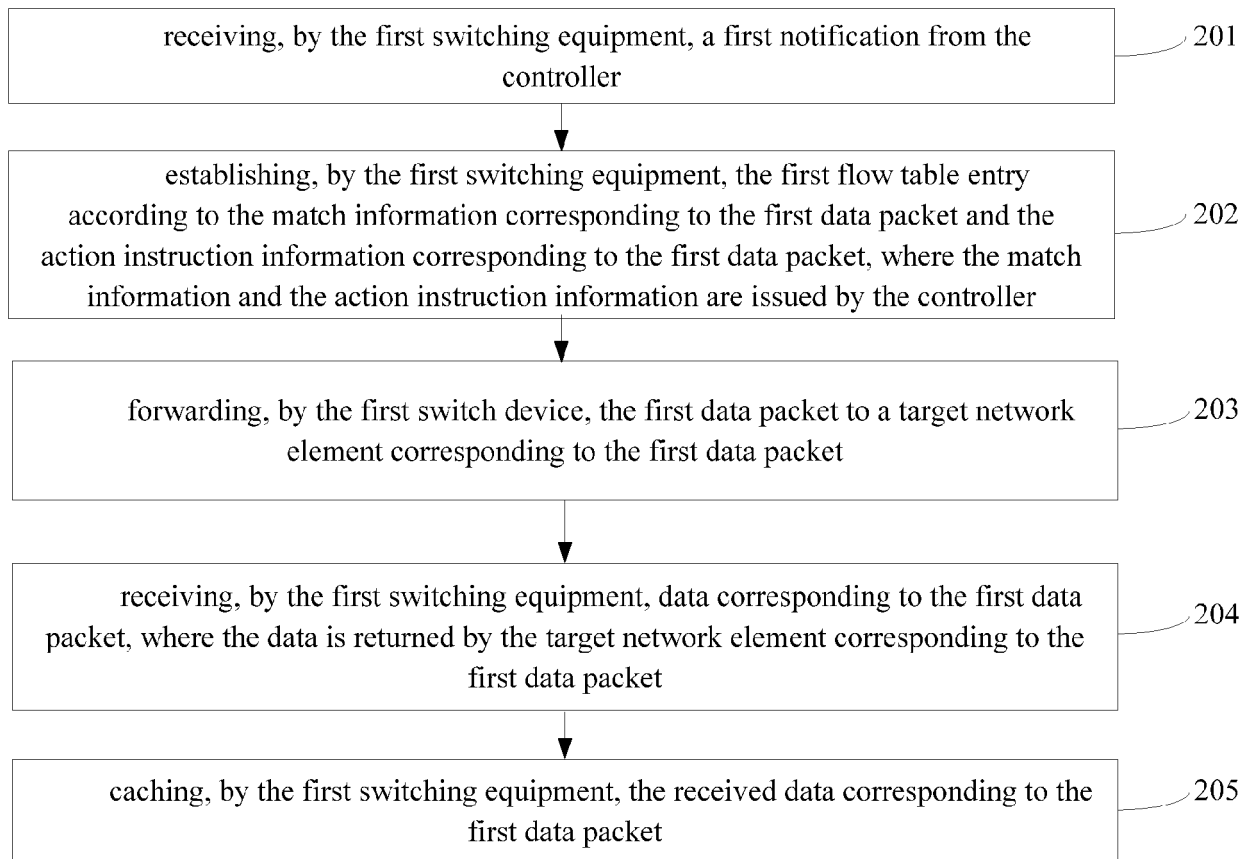 receiving, by the first switching equipment, a first notification from the
controller
201
establishing, by the first switching equipment, the first flow table entry
according to the match information corresponding to the first data packet and the
action instruction information corresponding to the first data packet, where the match
information and the action instruction information are issued by the controller
202
forwarding, by the first switch device, the first data packet to a target network
element corresponding to the first data packet
203
receiving, by the first switching equipment, data corresponding to the first data
packet, where the data is returned by the target network element corresponding to the
first data packet
204
caching, by the first switching equipment, the received data corresponding to the
first data packet
205